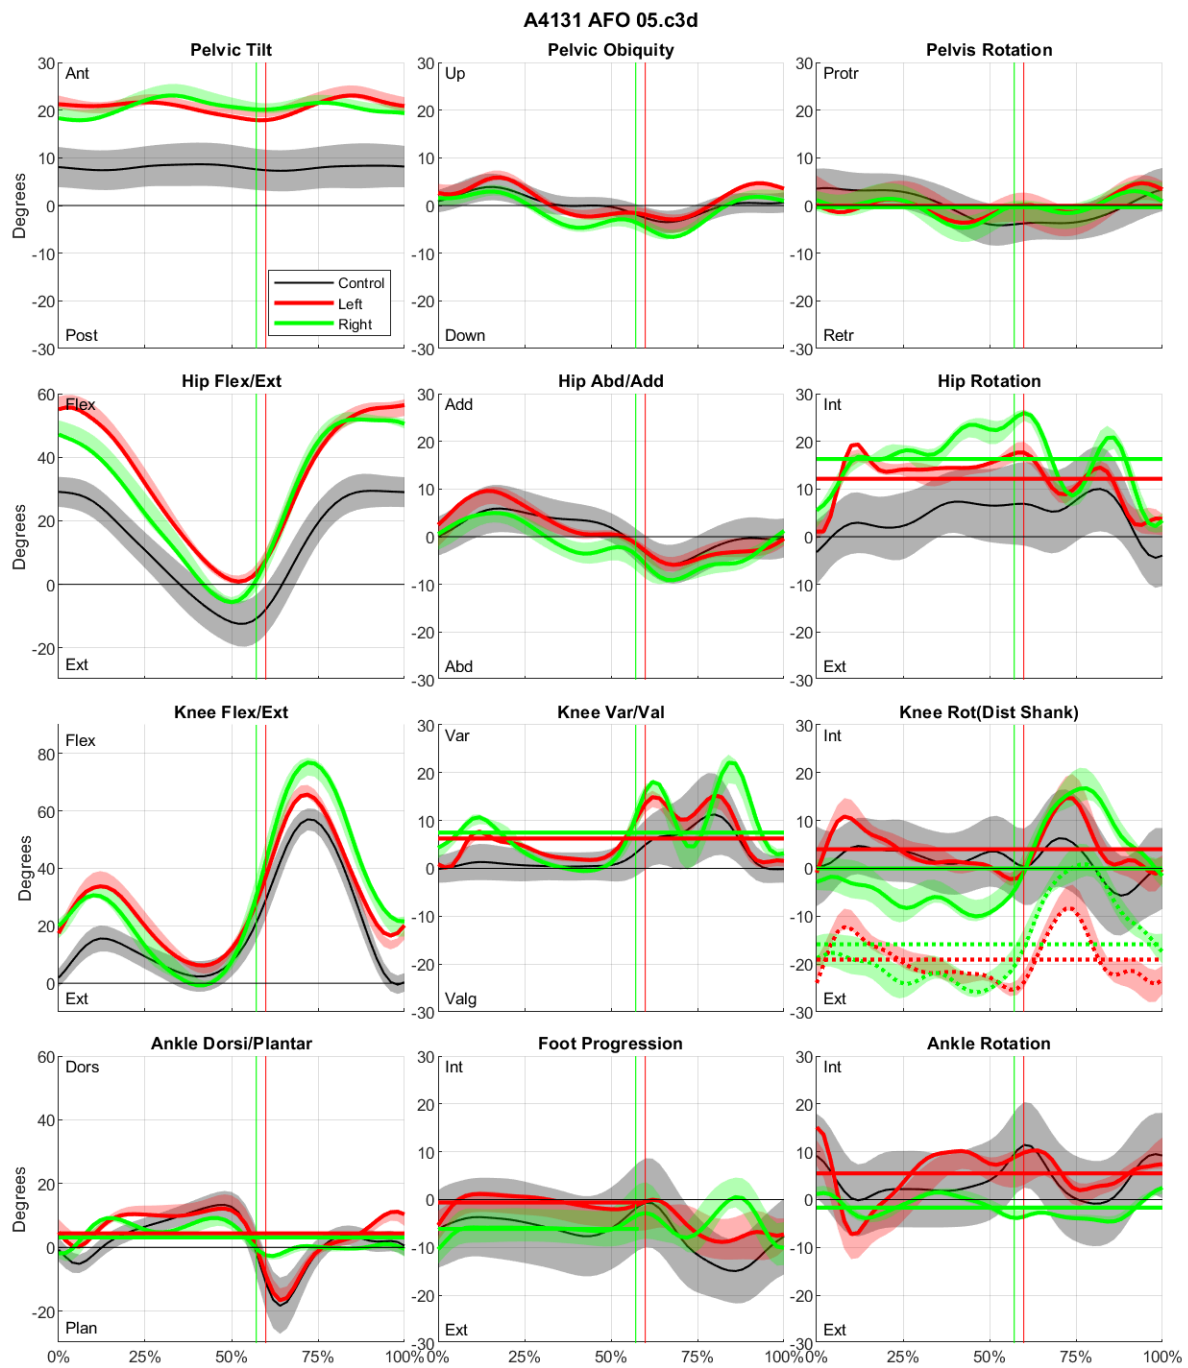 A4131 AFO 05.c3d
Pelvic Tilt
Pelvic Obiquity
Pelvis Rotation
30
20
10
0
-10
-20
-30
Degrees
Ant
Post
Control
Left
Right
30
20
10
0
-10
-20
-30
Up
Down
30
20
10
0
-10
-20
-30
Protr
Retr
Hip Flex/Ext
Hip Abd/Add
Hip Rotation
60
40
20
0
-20
Degrees
Flex
Ext
30
20
10
0
-10
-20
-30
Add
Abd
30
20
10
0
-10
-20
-30
Int
Ext
Knee Flex/Ext
Knee Var/Val
Knee Rot(Dist Shank)
80
60
40
20
0
Degrees
Flex
Ext
30
20
10
0
-10
-20
-30
Var
Valg
30
20
10
0
-10
-20
-30
Int
Ext
Ankle Dorsi/Plantar
Foot Progression
Ankle Rotation
60
40
20
0
-20
Degrees
Dors
Plan
0% 25% 50% 75% 100%
30
20
10
0
-10
-20
-30
Int
Ext
0% 25% 50% 75% 100%
30
20
10
0
-10
-20
-30
Int
Ext
0% 25% 50% 75% 100%